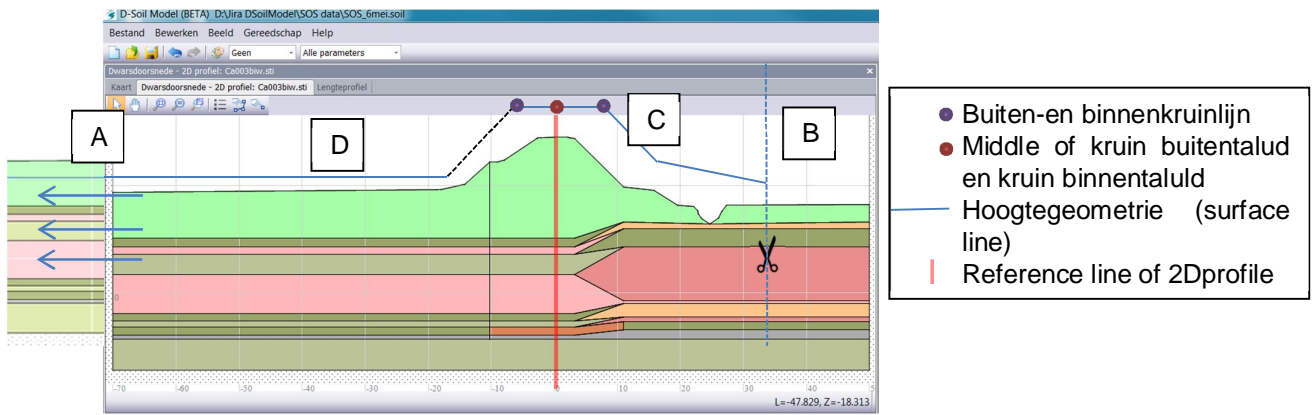 D-Soil Model (BETA) D:\Jira DSoilModel\SOS data\SOS_6mei.soil
Bestand Bewerken Beeld Gereedschap Help
Geen Alle parameters
Dwarsdoorsnede - 2D profiel: Ca003biw.sti
Kaart Dwarsdoorsnede - 2D profiel: Ca003biw.sti Lengteprofiel
A
D
C
B
0
-70 -60 -50 -40 -30 -20 -10 0 10 20 30 40 5
L=-47.829, Z=-18.313
Buiten-en binnenkruinlijn
Middle of kruin buitentalud
en kruin binnentaluld
Hoogtegeometrie (surface
line)
Reference line of 2Dprofile